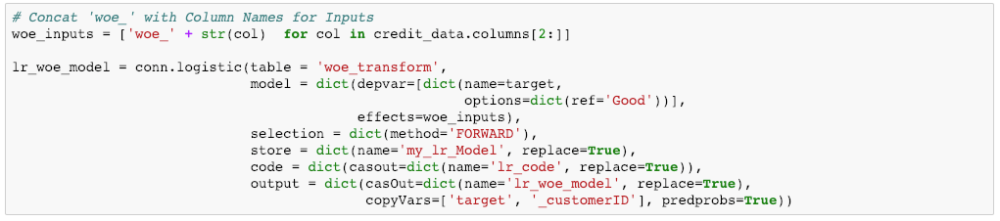 # Concat 'woe_' with Column Names for Inputs
woe_inputs = ['woe_' + str(col)  for col in credit_data.columns[2:]]

lr_woe_model = conn.logistic(table = 'woe_transform',
                             model = dict(depvar=[dict(name=target,
                                                       options=dict(ref='Good'))],
                                          effects=woe_inputs),
                             selection = dict(method='FORWARD'),
                             store = dict(name='my_lr_Model', replace=True),
                             code = dict(casout=dict(name='lr_code', replace=True)),
                             output = dict(casOut=dict(name='lr_woe_model', replace=True),
                                           copyVars=['target', '_customerID'], predprobs=True))